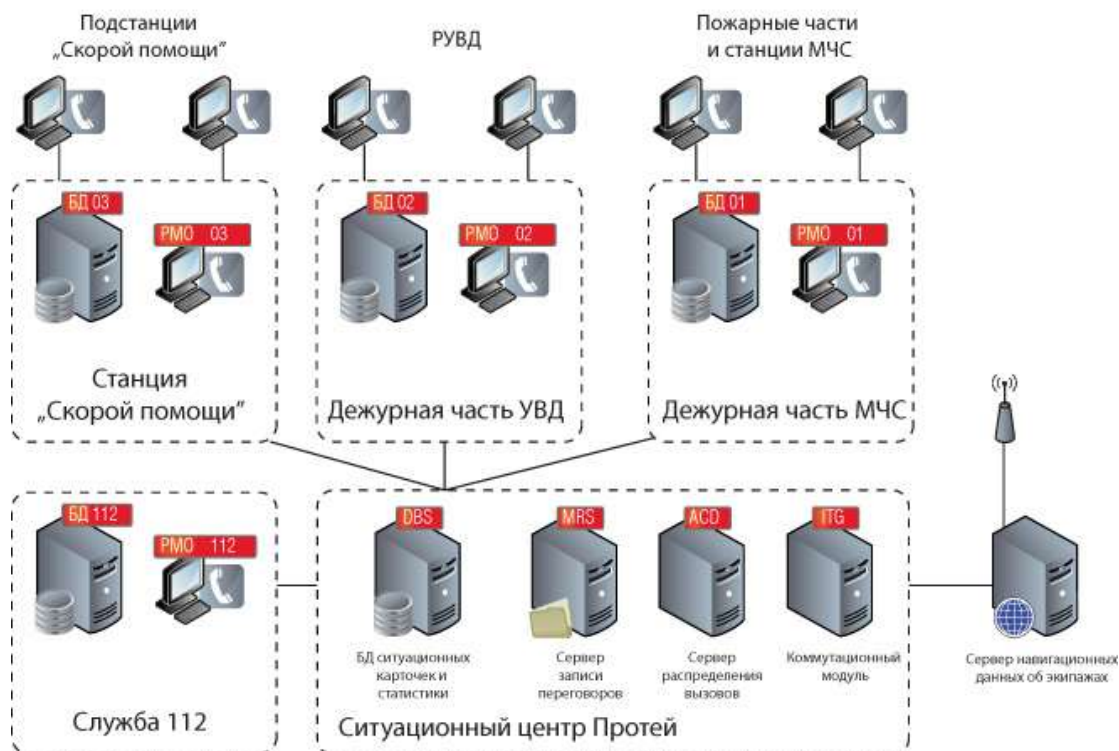 Подстанции
„Скорой помощи”
РУВД
Пожарные части
и станции МЧС
БД 03
РМО 03
БД 02
РМО 02
БД 01
РМО 01
Станция
„Скорой помощи”
Дежурная часть УВД
Дежурная часть МЧС
БД 112
РМО 112
DBS
MRS
ACD
ITG
БД ситуационных
карточек и
статистики
Сервер
записи
переговоров
Сервер
распределения
вызовов
Коммутационный
модуль
Сервер навигационных
данных об экипажах
Служба 112
Ситуационный центр Протей